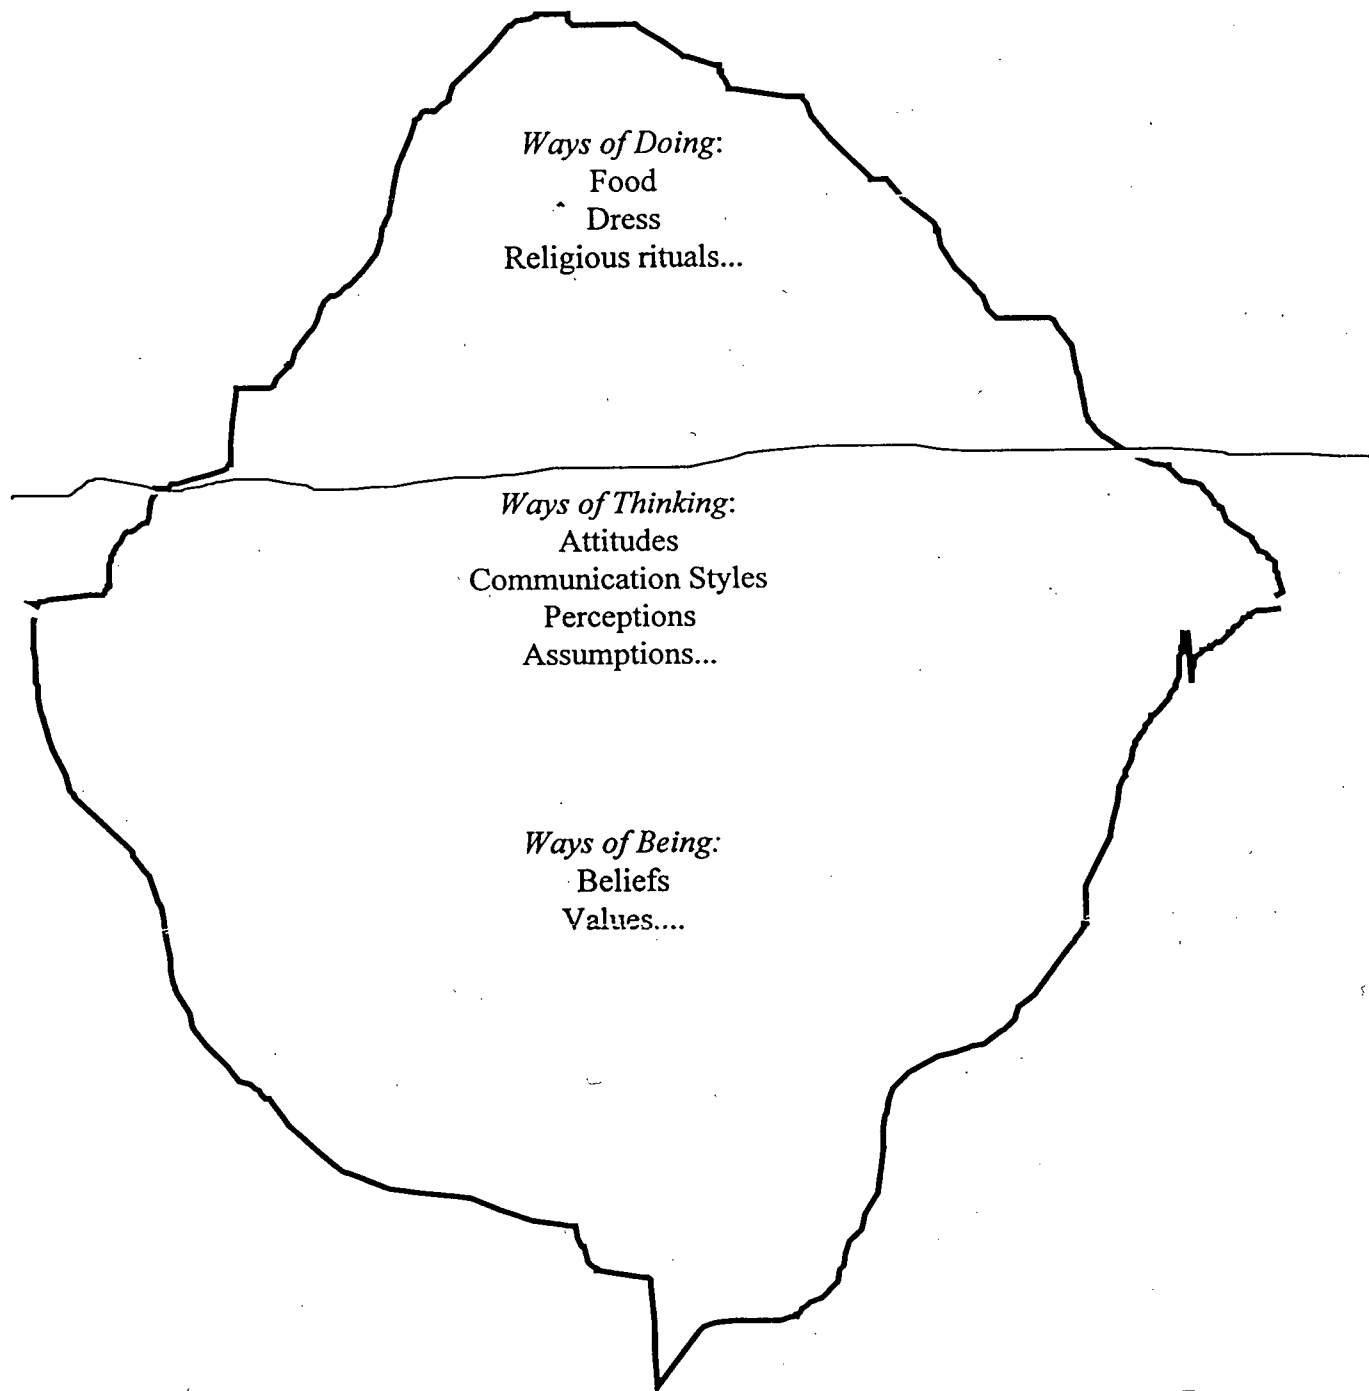 Ways of Doing:
Food
Dress
Religious rituals...
Ways of Thinking:
Attitudes
Communication Styles
Perceptions
Assumptions...
Ways of Being:
Beliefs
Values....